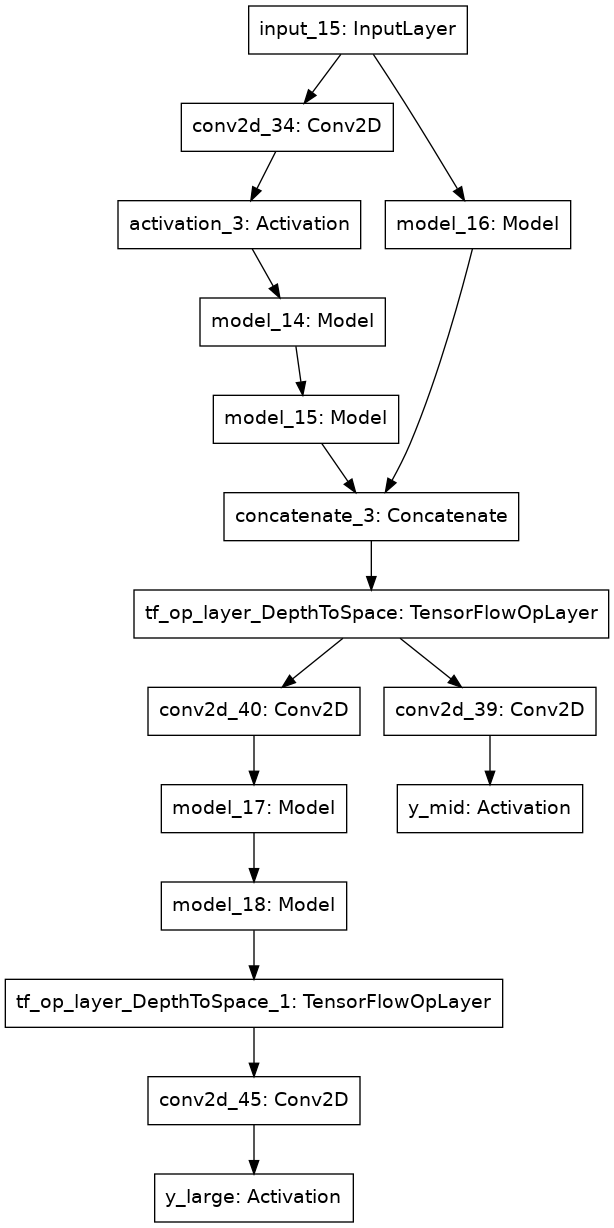 input_15: InputLayer
conv2d_34: Conv2D
activation_3: Activation
model_16: Model
model_14: Model
model_15: Model
concatenate_3: Concatenate
tf_op_layer_DepthToSpace: TensorFlowOpLayer
conv2d_40: Conv2D
conv2d_39: Conv2D
model_17: Model
y_mid: Activation
model_18: Model
tf_op_layer_DepthToSpace_1: TensorFlowOpLayer
conv2d_45: Conv2D
y_large: Activation